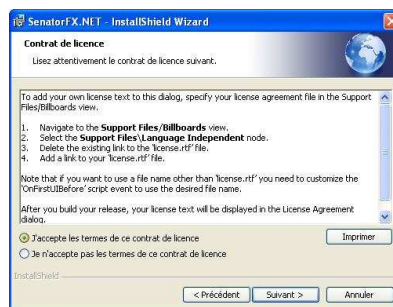 SenatorFX.NET - InstallShield Wizard
Contrat de licence
Lisez attentivement le contrat de licence suivant.
To add your own license text to this dialog, specify your license agreement file in the Support
Files/Billboards view.
1. Navigate to the Support Files/Billboards view.
2. Select the Support Files\Language Independent node.
3. Delete the existing link to the 'license.rtf' file.
4. Add a link to your 'license.rtf' file.
Note that if you want to use a file name other than 'license.rtf' you need to customize the
'OnFirstUIBefore' script event to use the desired file name.
After you build your release, your license text will be displayed in the License Agreement
dialog.
J'accepte les termes de ce contrat de licence
Imprimer
Je n'accepte pas les termes de ce contrat de licence
InstallShield
< Précédent
Suivant >
Annuler